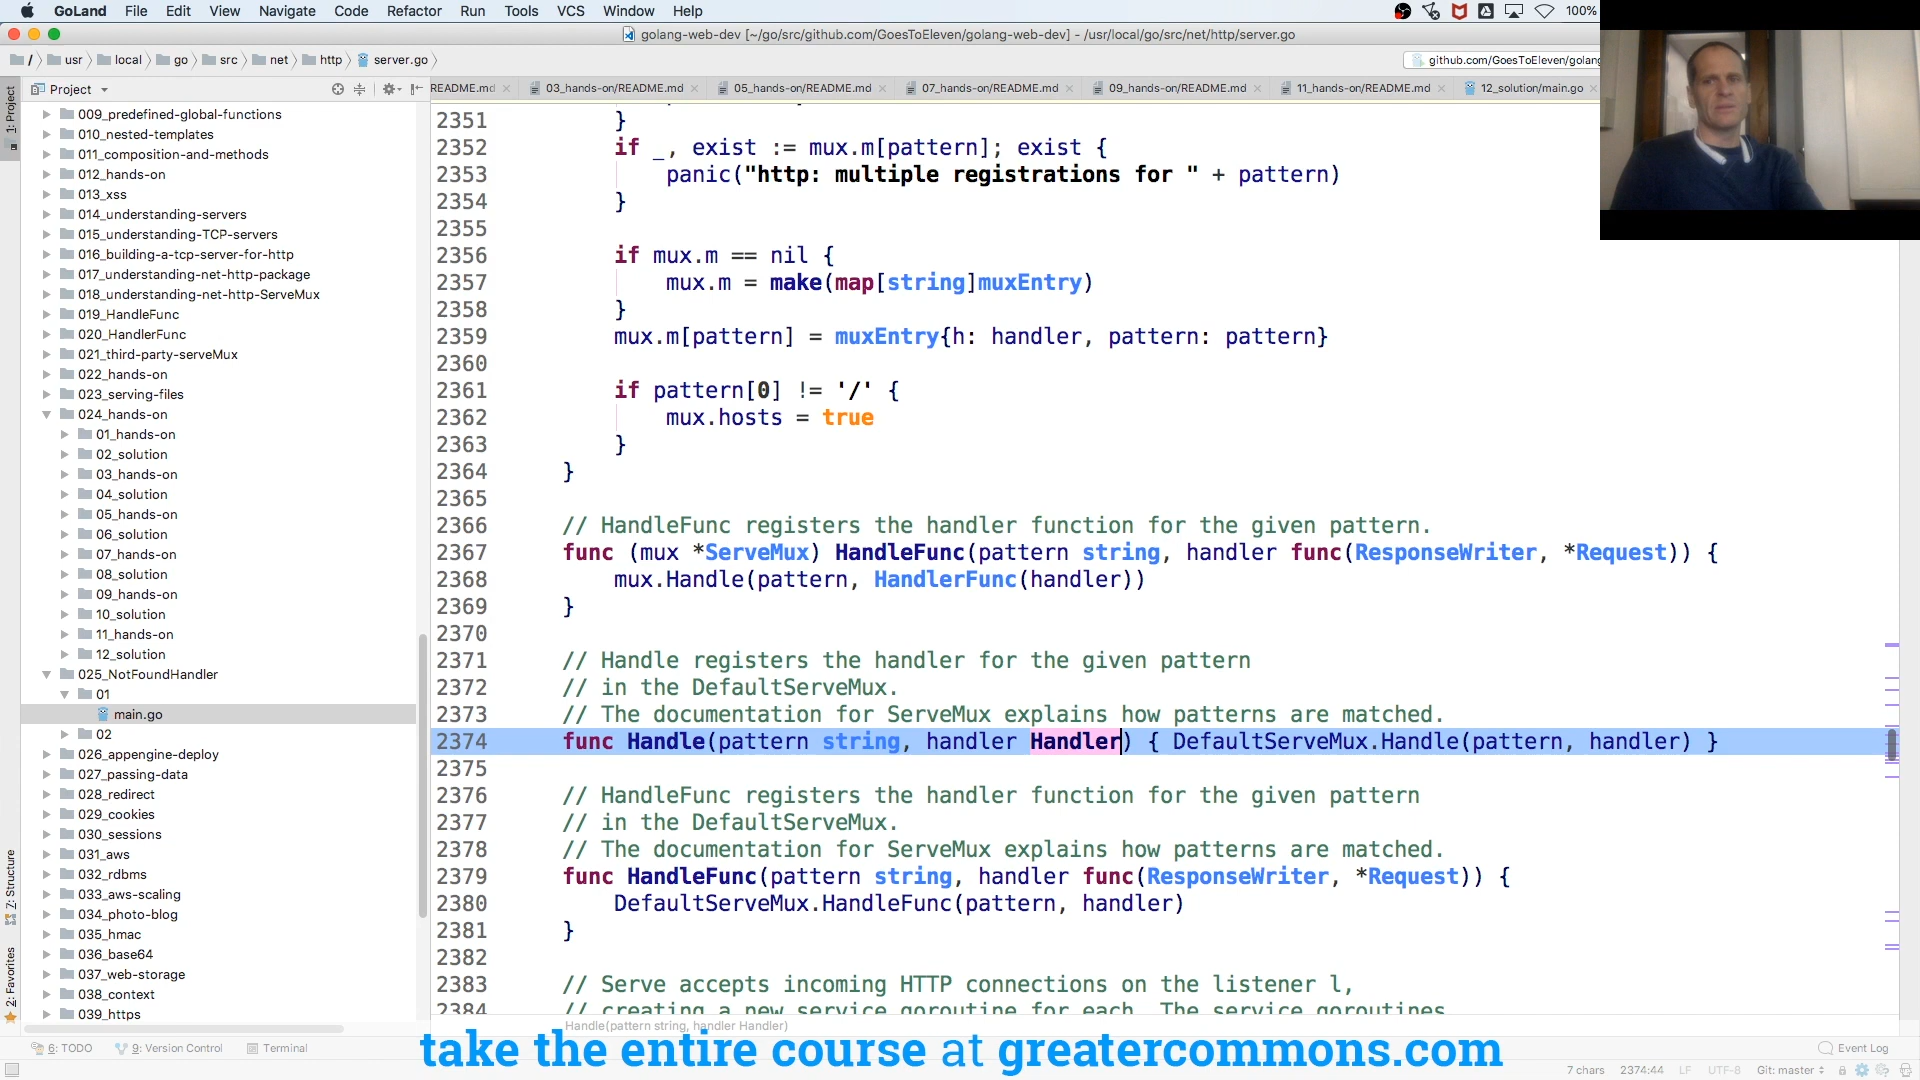 GoLand File Edit View Navigate Code Refactor Run Tools VCS Window Help 100%
golang-web-dev [~/go/src/github.com/GoesToEleven/golang-web-dev] - /usr/local/go/src/net/http/server.go
/ usr local go src net http server.go github.com/GoesToEleven/golang
Project README.md 03_hands-on/README.md 05_hands-on/README.md 07_hands-on/README.md 09_hands-on/README.md 11_hands-on/README.md 12_solution/main.go
1: Project
7: Structure
2: Favorites
009_predefined-global-functions
010_nested-templates
011_composition-and-methods
012_hands-on
013_xss
014_understanding-servers
015_understanding-TCP-servers
016_building-a-tcp-server-for-http
017_understanding-net-http-package
018_understanding-net-http-ServeMux
019_HandleFunc
020_HandlerFunc
021_third-party-serveMux
022_hands-on
023_serving-files
024_hands-on
01_hands-on
02_solution
03_hands-on
04_solution
05_hands-on
06_solution
07_hands-on
08_solution
09_hands-on
10_solution
11_hands-on
12_solution
025_NotFoundHandler
01
main.go
02
026_appengine-deploy
027_passing-data
028_redirect
029_cookies
030_sessions
031_aws
032_rdbms
033_aws-scaling
034_photo-blog
035_hmac
036_base64
037_web-storage
038_context
039_https
2351 }
2352 if _, exist := mux.m[pattern]; exist {
2353 panic("http: multiple registrations for " + pattern)
2354 }
2355
2356 if mux.m == nil {
2357 mux.m = make(map[string]muxEntry)
2358 }
2359 mux.m[pattern] = muxEntry{h: handler, pattern: pattern}
2360
2361 if pattern[0] != '/' {
2362 mux.hosts = true
2363 }
2364 }
2365
2366 // HandleFunc registers the handler function for the given pattern.
2367 func (mux *ServeMux) HandleFunc(pattern string, handler func(ResponseWriter, *Request)) {
2368 mux.Handle(pattern, HandlerFunc(handler))
2369 }
2370
2371 // Handle registers the handler for the given pattern
2372 // in the DefaultServeMux.
2373 // The documentation for ServeMux explains how patterns are matched.
2374 func Handle(pattern string, handler Handler) { DefaultServeMux.Handle(pattern, handler) }
2375
2376 // HandleFunc registers the handler function for the given pattern
2377 // in the DefaultServeMux.
2378 // The documentation for ServeMux explains how patterns are matched.
2379 func HandleFunc(pattern string, handler func(ResponseWriter, *Request)) {
2380 DefaultServeMux.HandleFunc(pattern, handler)
2381 }
2382
2383 // Serve accepts incoming HTTP connections on the listener l,
2384 // creating a new service goroutine for each. The service goroutines
Handle(pattern string, handler Handler)
take the entire course at greatercommons.com
6: TODO 9: Version Control Terminal Event Log
7 chars 2374:44 LF UTF-8 Git: master